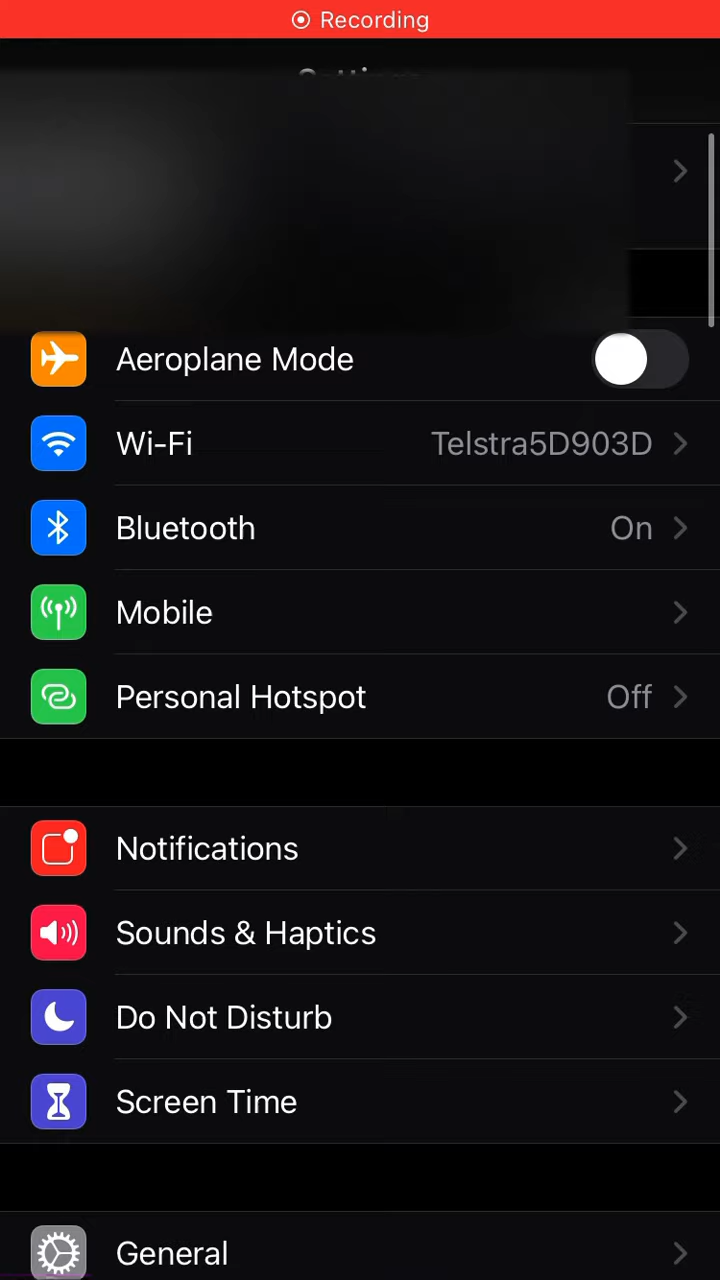 Recording
Aeroplane Mode
Wi-Fi Telstra5D903D
Bluetooth On
Mobile
Personal Hotspot Off
Notifications
Sounds & Haptics
Do Not Disturb
Screen Time
General